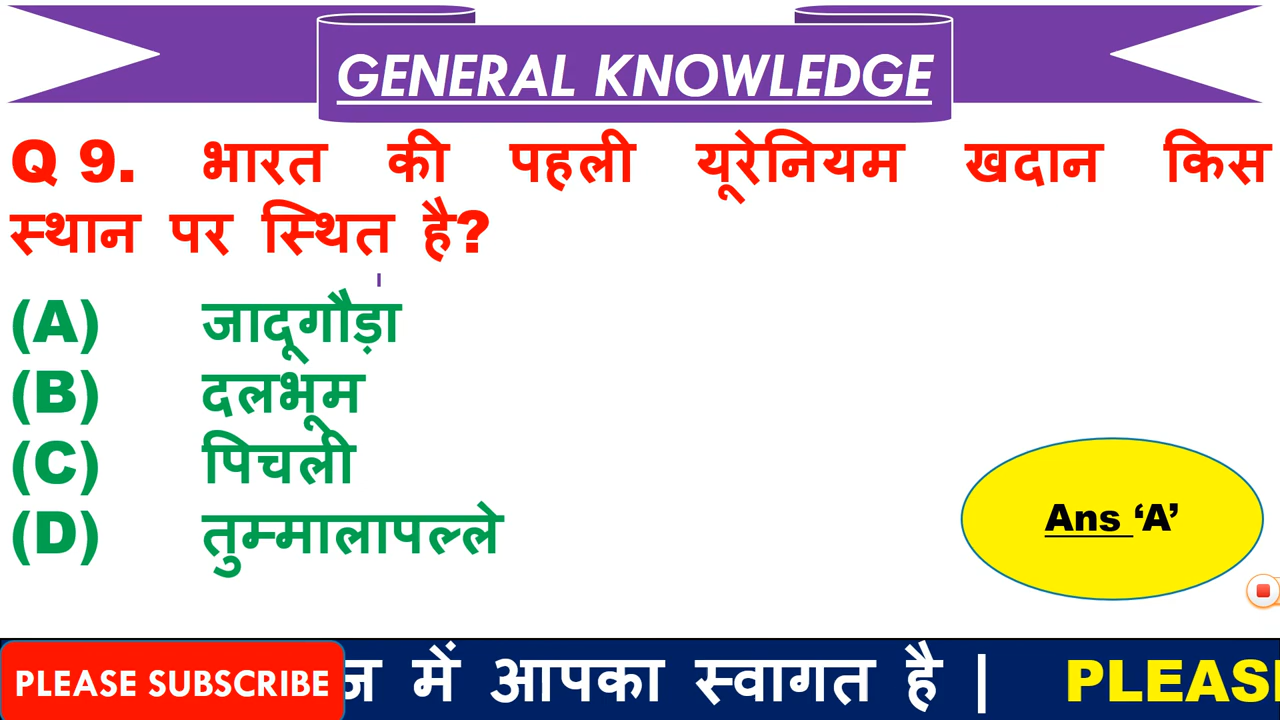 GENERAL KNOWLEDGE
Q 9. भारत की पहली यूरेनियम खदान किस
स्थान पर स्थित है?
(A) जादूगौड़ा
(B) दलभूम
(C) पिचली
(D) तुम्मालापल्ले
Ans ‘A’
PLEASE SUBSCRIBE ज में आपका स्वागत है | PLEAS